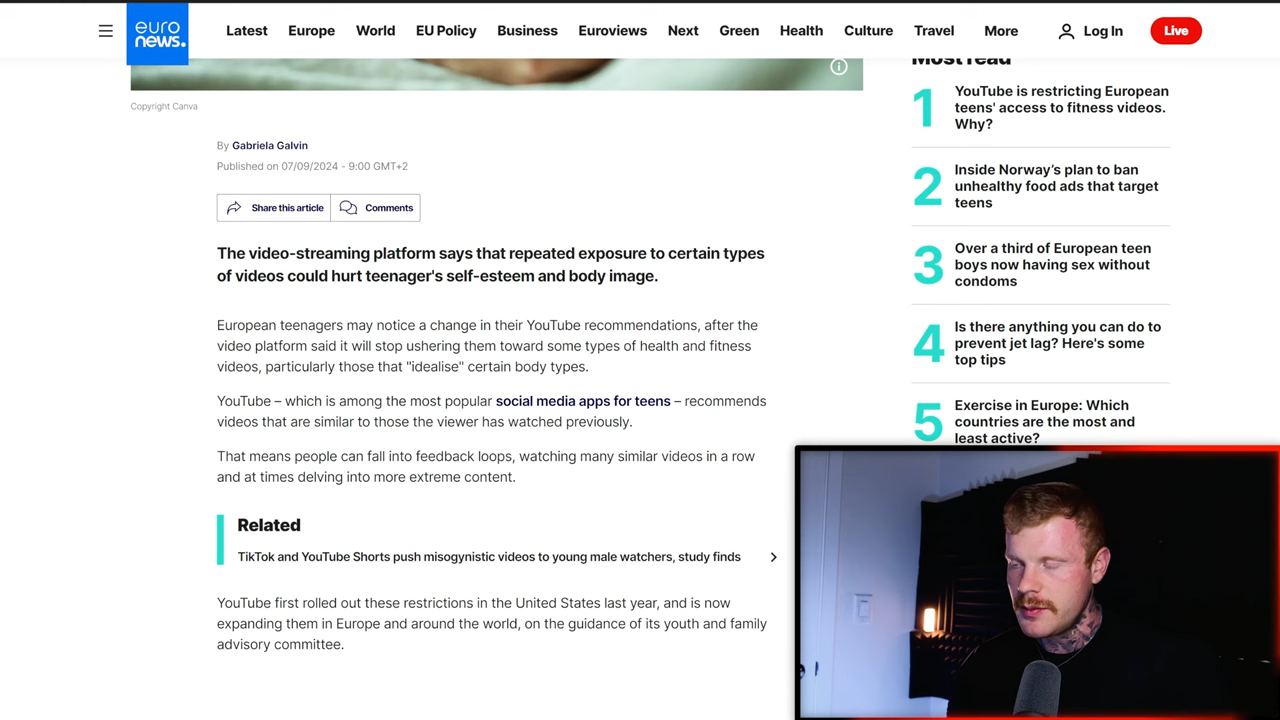 euro
news.
Latest
Europe
World
EU Policy
Business
Euroviews
Next
Green
Health
Culture
Travel
More
Log In
Live
Copyright Canva
By Gabriela Galvin
Published on 07/09/2024 - 9:00 GMT+2
Share this article
Comments
The video-streaming platform says that repeated exposure to certain types
of videos could hurt teenager's self-esteem and body image.
European teenagers may notice a change in their YouTube recommendations, after the
video platform said it will stop ushering them toward some types of health and fitness
videos, particularly those that "idealise" certain body types.
YouTube – which is among the most popular social media apps for teens – recommends
videos that are similar to those the viewer has watched previously.
That means people can fall into feedback loops, watching many similar videos in a row
and at times delving into more extreme content.
Related
TikTok and YouTube Shorts push misogynistic videos to young male watchers, study finds
YouTube first rolled out these restrictions in the United States last year, and is now
expanding them in Europe and around the world, on the guidance of its youth and family
advisory committee.
Most read
1
YouTube is restricting European
teens' access to fitness videos.
Why?
2
Inside Norway's plan to ban
unhealthy food ads that target
teens
3
Over a third of European teen
boys now having sex without
condoms
4
Is there anything you can do to
prevent jet lag? Here's some
top tips
5
Exercise in Europe: Which
countries are the most and
least active?